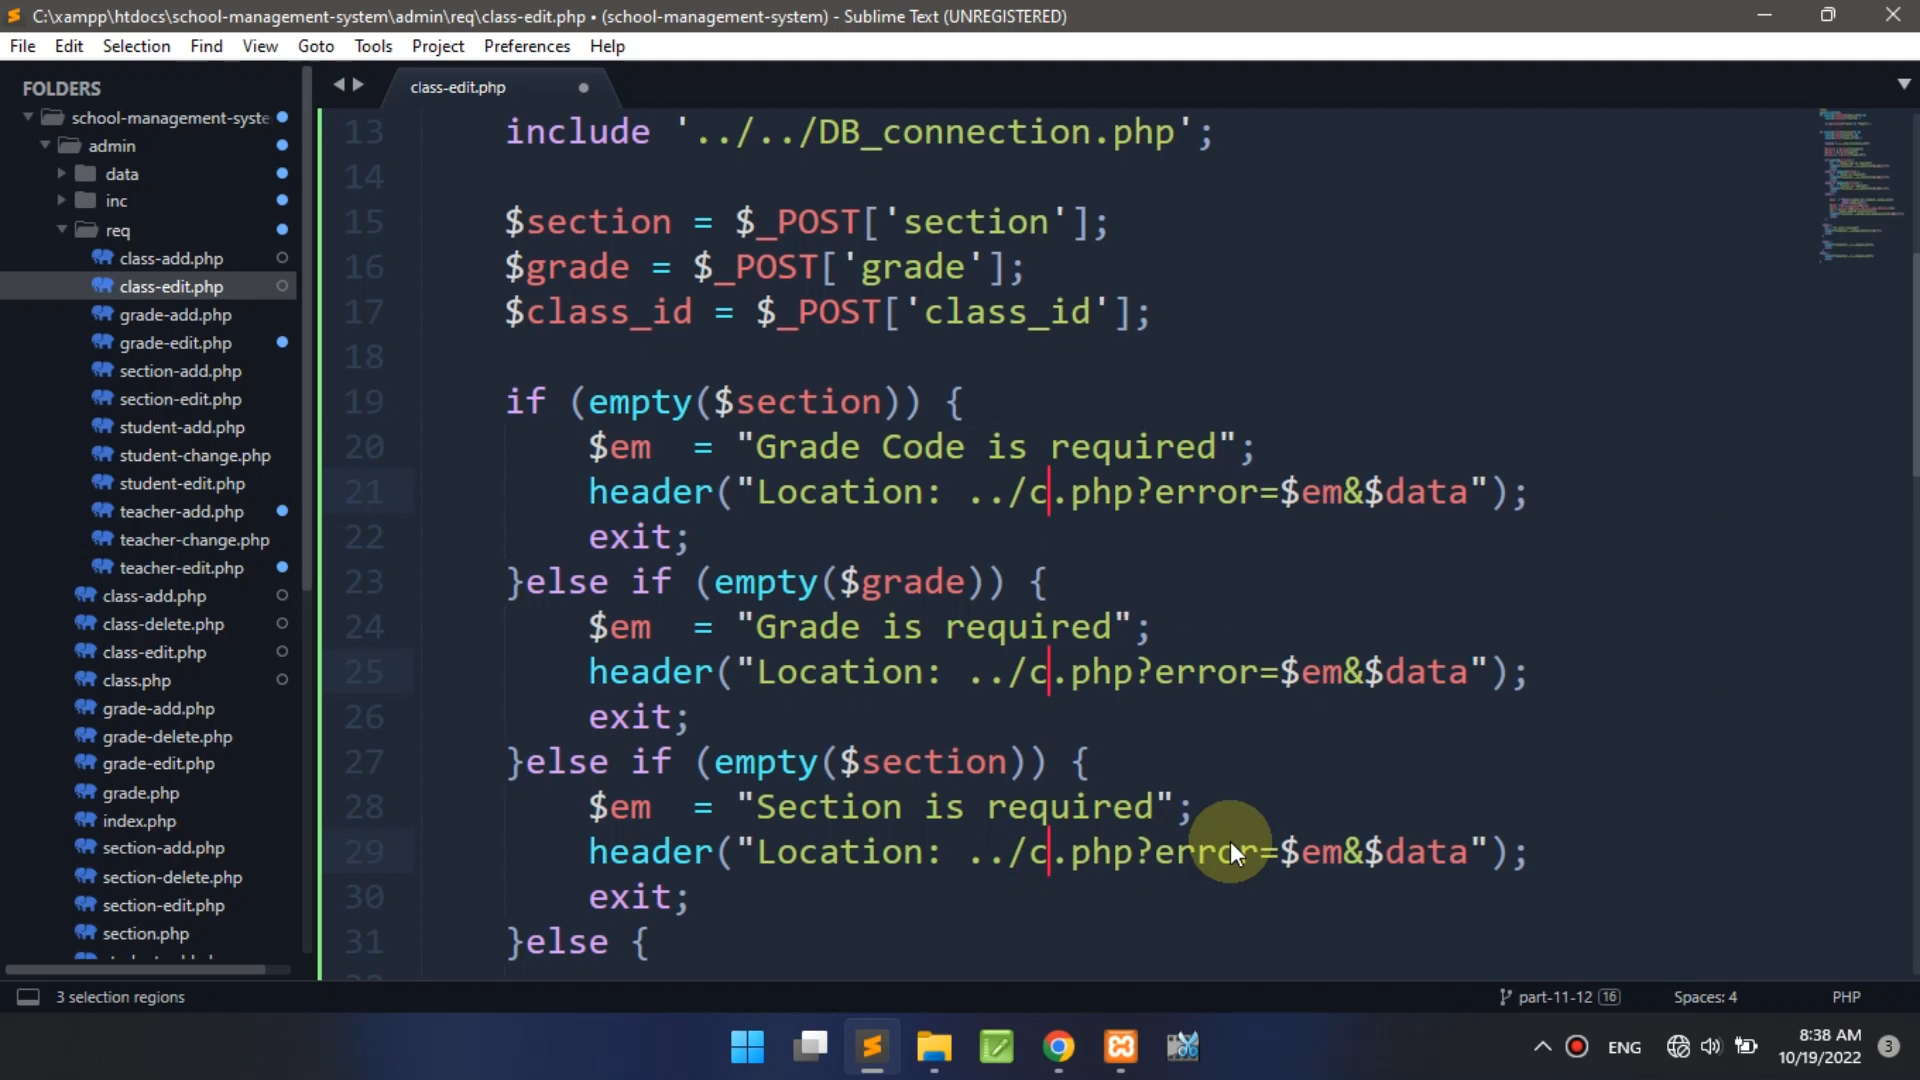 C:\xampp\htdocs\school-management-system\admin\req\class-edit.php • (school-management-system) - Sublime Text (UNREGISTERED)
File Edit Selection Find View Goto Tools Project Preferences Help
FOLDERS
school-management-syste
admin
data
inc
req
class-add.php
class-edit.php
grade-add.php
grade-edit.php
section-add.php
section-edit.php
student-add.php
student-change.php
student-edit.php
teacher-add.php
teacher-change.php
teacher-edit.php
class-add.php
class-delete.php
class-edit.php
class.php
grade-add.php
grade-delete.php
grade-edit.php
grade.php
index.php
section-add.php
section-delete.php
section-edit.php
section.php
class-edit.php
13 include '../../DB_connection.php';
14
15 $section = $_POST['section'];
16 $grade = $_POST['grade'];
17 $class_id = $_POST['class_id'];
18
19 if (empty($section)) {
20 $em  = "Grade Code is required";
21 header("Location: ../c.php?error=$em&$data");
22 exit;
23 }else if (empty($grade)) {
24 $em  = "Grade is required";
25 header("Location: ../c.php?error=$em&$data");
26 exit;
27 }else if (empty($section)) {
28 $em  = "Section is required";
29 header("Location: ../c.php?error=$em&$data");
30 exit;
31 }else {
3 selection regions
part-11-12 16 Spaces: 4 PHP
ENG
8:38 AM
10/19/2022
3